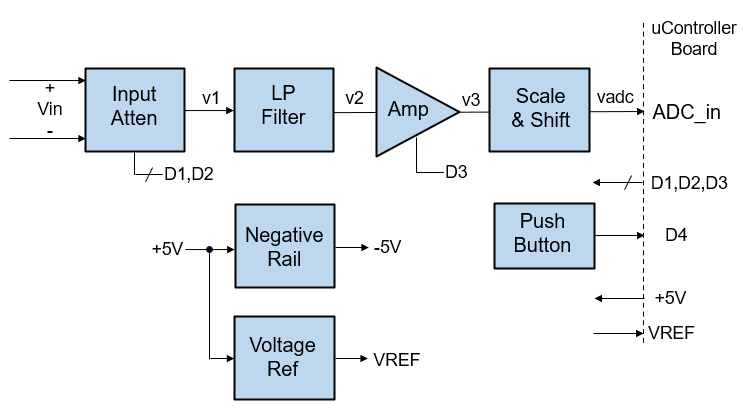 uController
Board
+
Vin
-
Input
Atten
v1
LP
Filter
v2
Amp
v3
Scale
& Shift
vadc
ADC_in
D1,D2
D3
D1,D2,D3
Push
Button
D4
+5V
Negative
Rail
-5V
+5V
Voltage
Ref
VREF
VREF